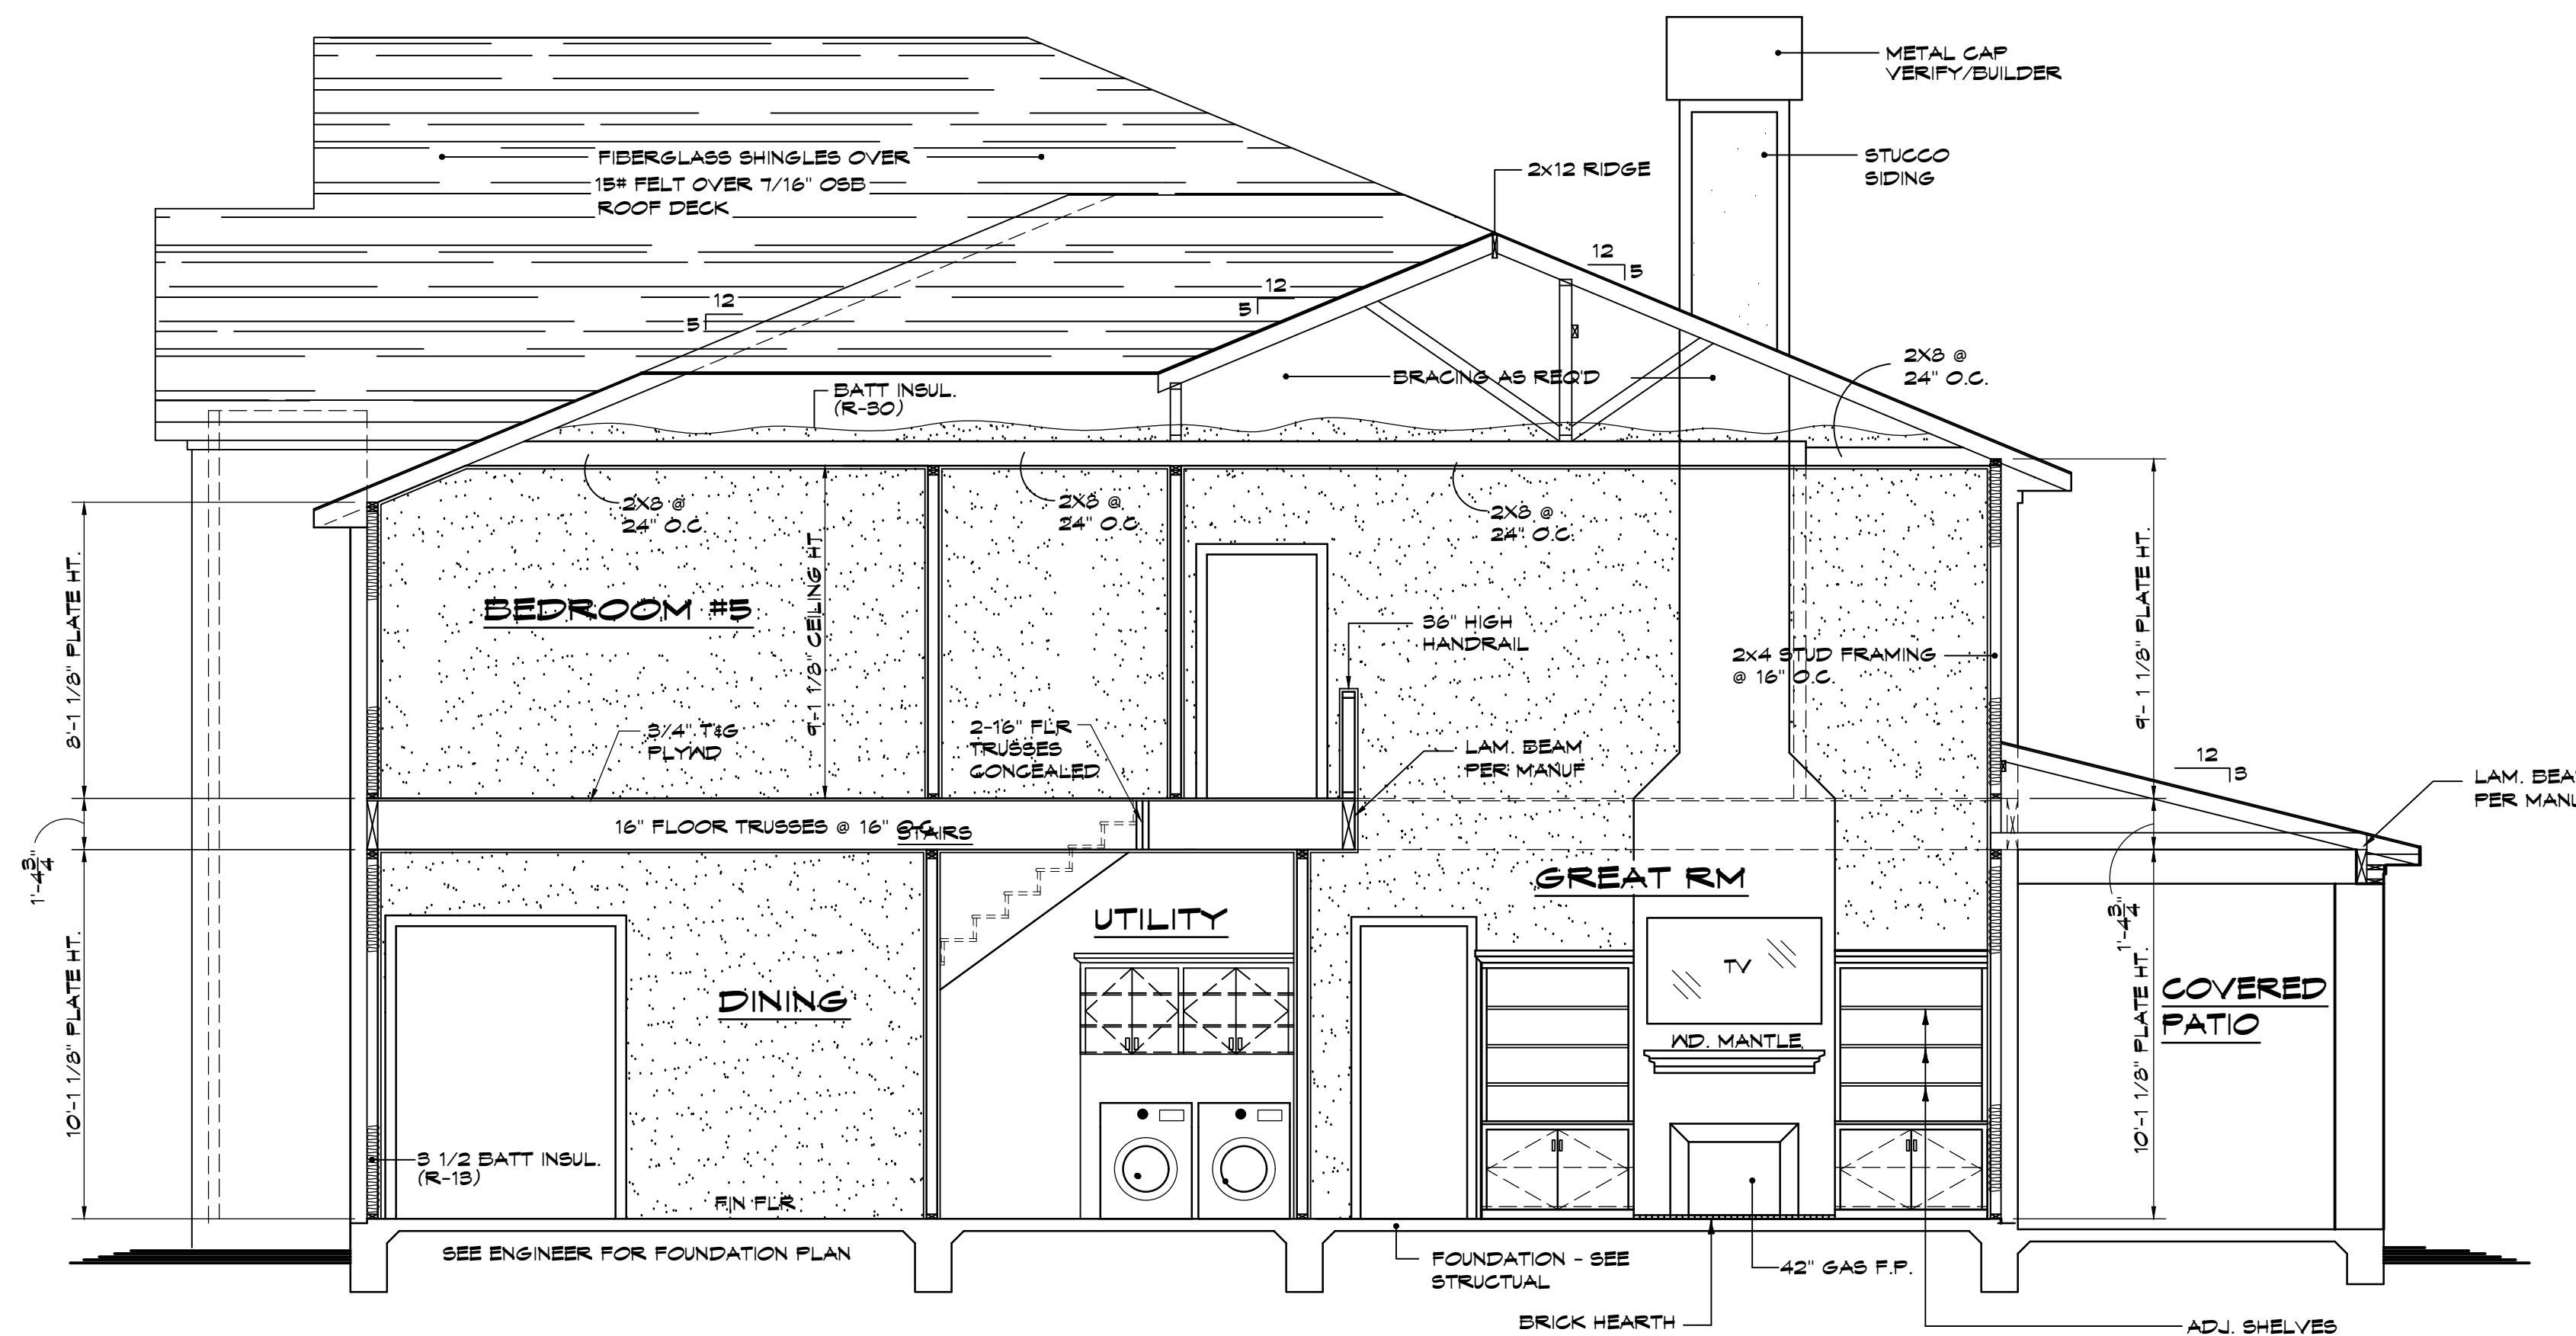 METAL CAP
VERIFY/BUILDER
FIBERGLASS SHINGLES OVER
15# FELT OVER 7/16" OSB
ROOF DECK
2x12 RIDGE
STUCCO
SIDING
12
5
12
5
12
5
BATT INSUL.
(R-30)
BRACING AS REQ'D
2X8 @
24" O.C.
2X8 @
24" O.C.
2X8 @
24" O.C.
2X8 @
24" O.C.
8'-1 1/8" PLATE HT.
BEDROOM #5
9'-1 1/8" CEILING HT
36" HIGH
HANDRAIL
2x4 STUD FRAMING
@ 16" O.C.
9'- 1 1/8" PLATE HT.
3/4" T&G
PLYWD
2-16" FLR
TRUSSES
CONCEALED
LAM. BEAM
PER MANUF
12
3
LAM. BEA
PER MANU
16" FLOOR TRUSSES @ 16" O.C.
STAIRS
1'-4 3/4"
1'-4 3/4"
GREAT RM
UTILITY
DINING
TV
WD. MANTLE
COVERED
PATIO
10'-1 1/8" PLATE HT.
10'-1 1/8" PLATE HT.
3 1/2 BATT INSUL.
(R-13)
FIN FLR
SEE ENGINEER FOR FOUNDATION PLAN
FOUNDATION - SEE
STRUCTUAL
42" GAS F.P.
BRICK HEARTH
ADJ. SHELVES